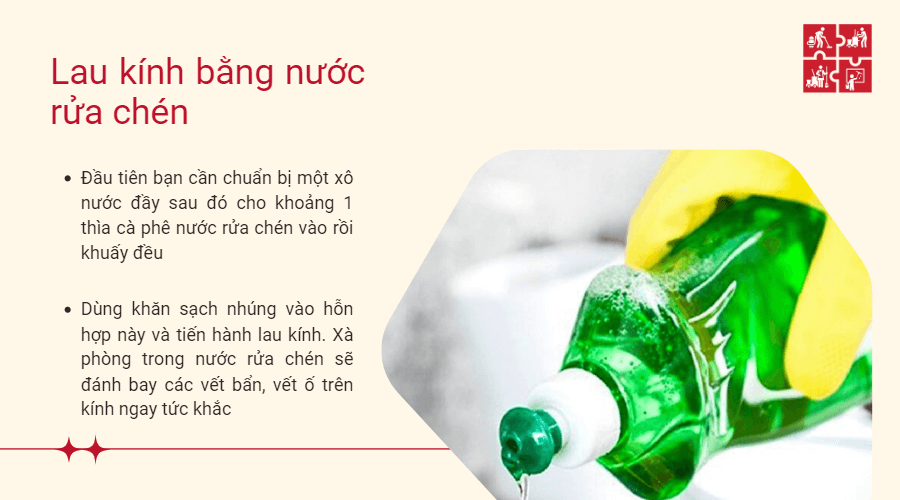 Lau kính bằng nước
rửa chén
Đầu tiên bạn cần chuẩn bị một xô
nước đầy sau đó cho khoảng 1
thìa cà phê nước rửa chén vào rồi
khuấy đều
Dùng khăn sạch nhúng vào hỗn
hợp này và tiến hành lau kính. Xà
phòng trong nước rửa chén sẽ
đánh bay các vết bẩn, vết ố trên
kính ngay tức khắc